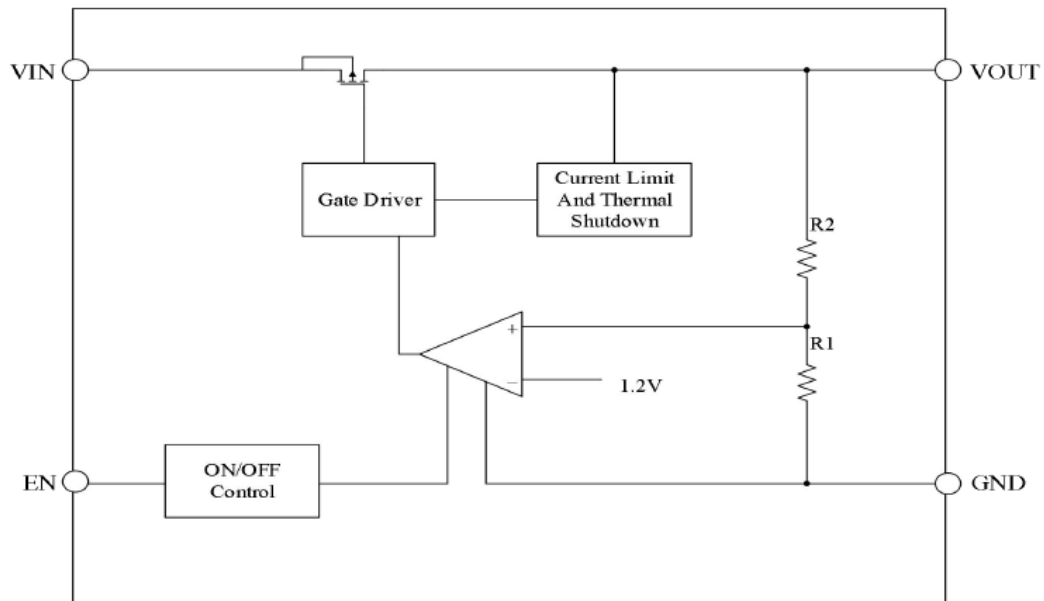 VIN
VOUT
Gate Driver
Current Limit
And Thermal
Shutdown
R2
+
R1
−
1.2V
EN
ON/OFF
Control
GND